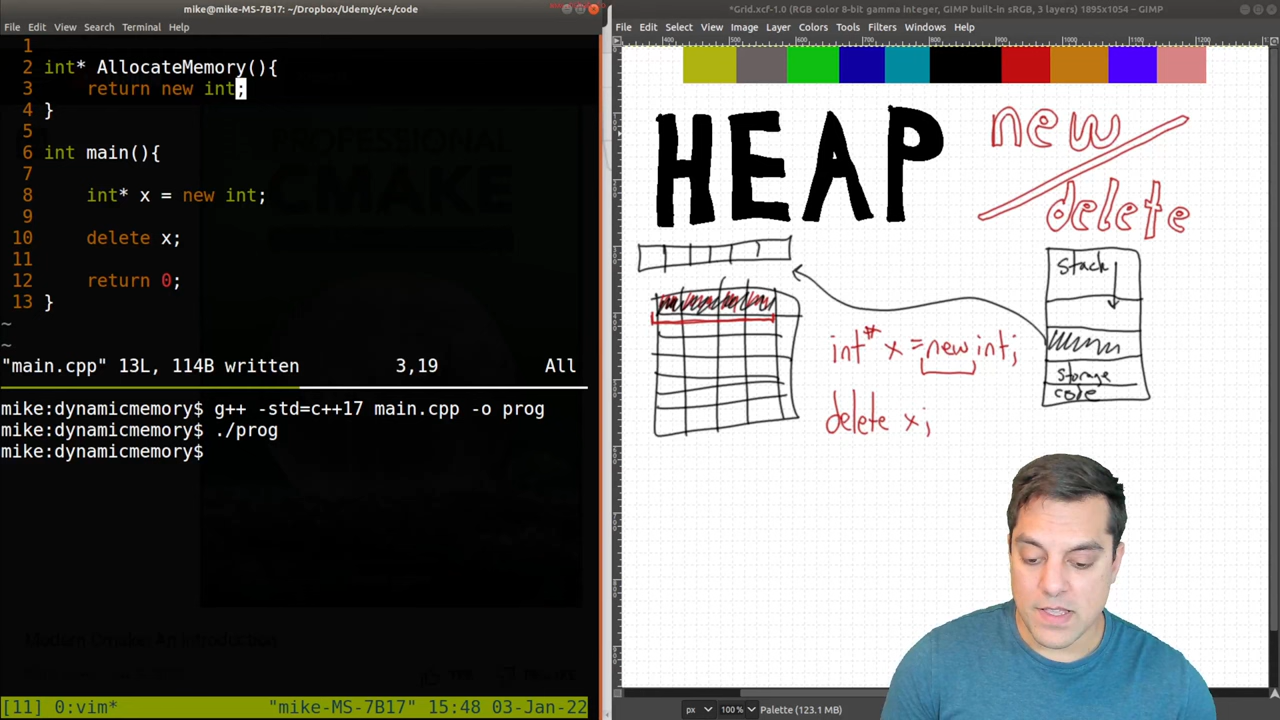 mike@mike-MS-7B17: ~/Dropbox/Udemy/c++/code
File Edit View Search Terminal Help
1
2 int* AllocateMemory(){
3 return new int;
4 }
5
6 int main(){
7
8 int* x = new int;
9
10 delete x;
11
12 return 0;
13 }
~
~
"main.cpp" 13L, 114B written 3,19 All
mike:dynamicmemory$ g++ -std=c++17 main.cpp -o prog
mike:dynamicmemory$ ./prog
mike:dynamicmemory$
PROFESSIONAL
CMAKE
Modern Cmake: An Introduction
[11] 0:vim* "mike-MS-7B17" 15:48 03-Jan-22
*Grid.xcf-1.0 (RGB color 8-bit gamma integer, GIMP built-in sRGB, 3 layers) 1895x1054 – GIMP
File Edit Select View Image Layer Colors Tools Filters Windows Help
HEAP
new
delete
stack
storage
code
int* x = new int;
delete x;
px 100% Palette (123.1 MB)